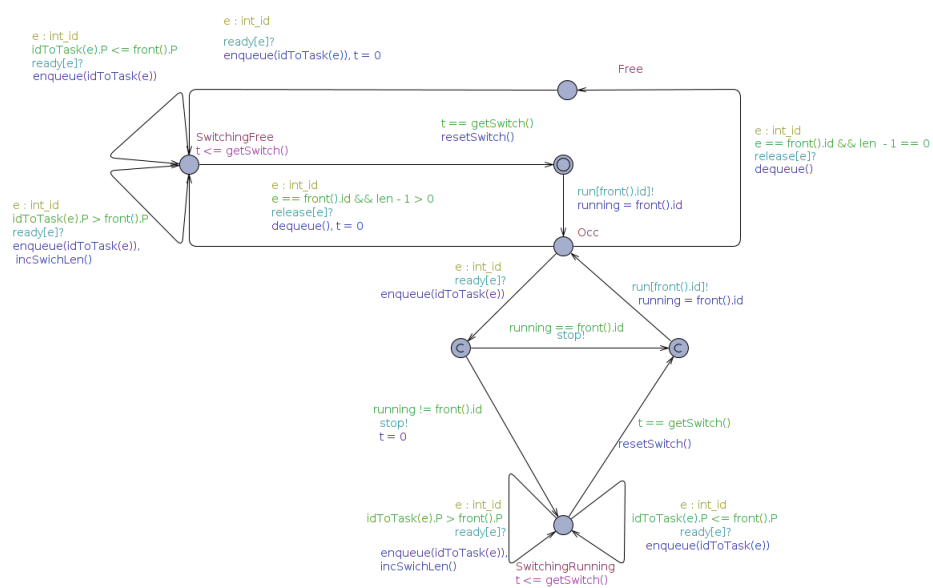 e : int_id
ready[e]?
enqueue(idToTask(e)), t = 0
e : int_id
idToTask(e).P <= front().P
ready[e]?
enqueue(idToTask(e))
Free
SwitchingFree
t <= getSwitch()
t == getSwitch()
resetSwitch()
e : int_id
e == front().id && len - 1 == 0
release[e]?
dequeue()
e : int_id
e == front().id && len - 1 > 0
release[e]?
dequeue(), t = 0
run[front().id]!
running = front().id
e : int_id
idToTask(e).P > front().P
ready[e]?
enqueue(idToTask(e)),
incSwichLen()
Occ
e : int_id
ready[e]?
enqueue(idToTask(e))
run[front().id]!
running = front().id
running == front().id
stop!
C
C
running != front().id
stop!
t = 0
t == getSwitch()
resetSwitch()
e : int_id
idToTask(e).P > front().P
ready[e]?
enqueue(idToTask(e)),
incSwichLen()
e : int_id
idToTask(e).P <= front().P
ready[e]?
enqueue(idToTask(e))
SwitchingRunning
t <= getSwitch()